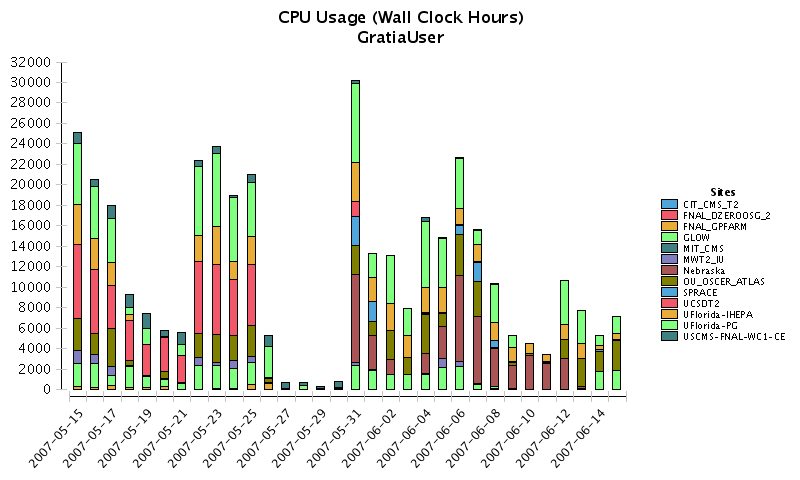 CPU Usage (Wall Clock Hours)
GratiaUser
32000
30000
28000
26000
24000
22000
20000
18000
16000
14000
12000
10000
8000
6000
4000
2000
0
2007-05-15
2007-05-17
2007-05-19
2007-05-21
2007-05-23
2007-05-25
2007-05-27
2007-05-29
2007-05-31
2007-06-02
2007-06-04
2007-06-06
2007-06-08
2007-06-10
2007-06-12
2007-06-14
Sites
CIT_CMS_T2
FNAL_DZEROOSG_2
FNAL_GPFARM
GLOW
MIT_CMS
MWT2_IU
Nebraska
OU_OSCER_ATLAS
SPRACE
UCSDT2
UFlorida-IHEPA
UFlorida-PG
USCMS-FNAL-WC1-CE